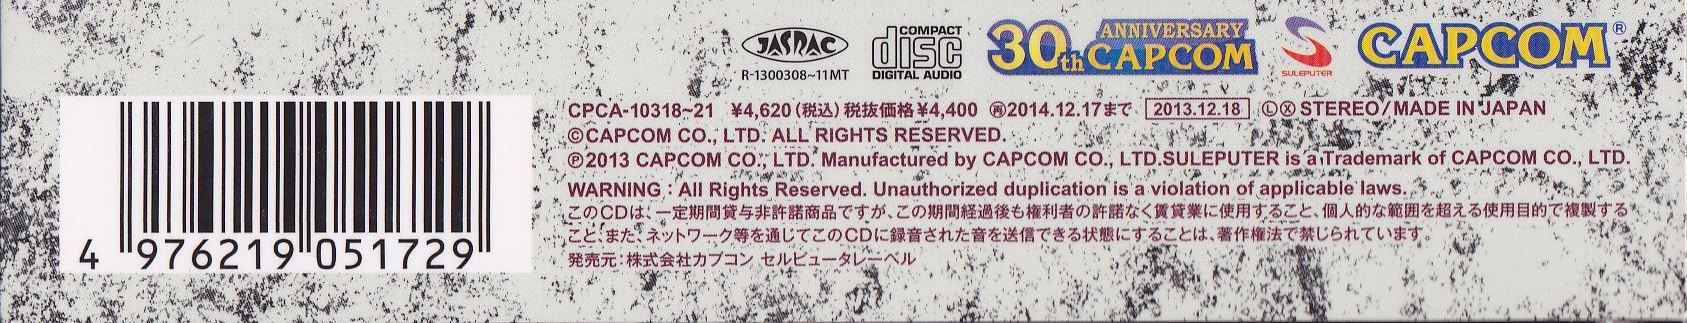 JASRAC
R-1300308~11MT
COMPACT
disc
DIGITAL AUDIO
30th ANNIVERSARY CAPCOM
SULEPUTER
CAPCOM®
CPCA-10318~21 ¥4,620(税込)税抜価格¥4,400 ㊢2014.12.17まで 2013.12.18 ⓁⓍSTEREO/MADE IN JAPAN
©CAPCOM CO., LTD. ALL RIGHTS RESERVED.
℗2013 CAPCOM CO., LTD. Manufactured by CAPCOM CO., LTD.SULEPUTER is a Trademark of CAPCOM CO., LTD.
WARNING : All Rights Reserved. Unauthorized duplication is a violation of applicable laws.
このCDは、一定期間貸与非許諾商品ですが、この期間経過後も権利者の許諾なく賃貸業に使用すること、個人的な範囲を超える使用目的で複製する
こと、また、ネットワーク等を通じてこのCDに録音された音を送信できる状態にすることは、著作権法で禁じられています。
発売元:株式会社カプコン セルピュータレーベル
4 976219 051729